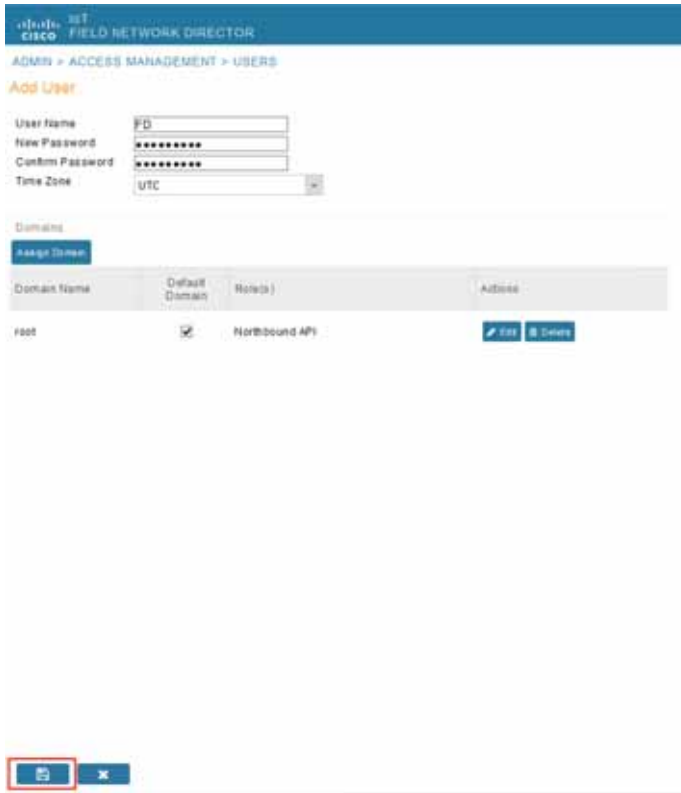 cisco IoT
FIELD NETWORK DIRECTOR
ADMIN > ACCESS MANAGEMENT > USERS
Add User
User Name FD
New Password •••••••••
Confirm Password •••••••••
Time Zone UTC
Domains
Assign Domain
Domain Name Default Domain Role(s) Actions
root Northbound API Edit Delete